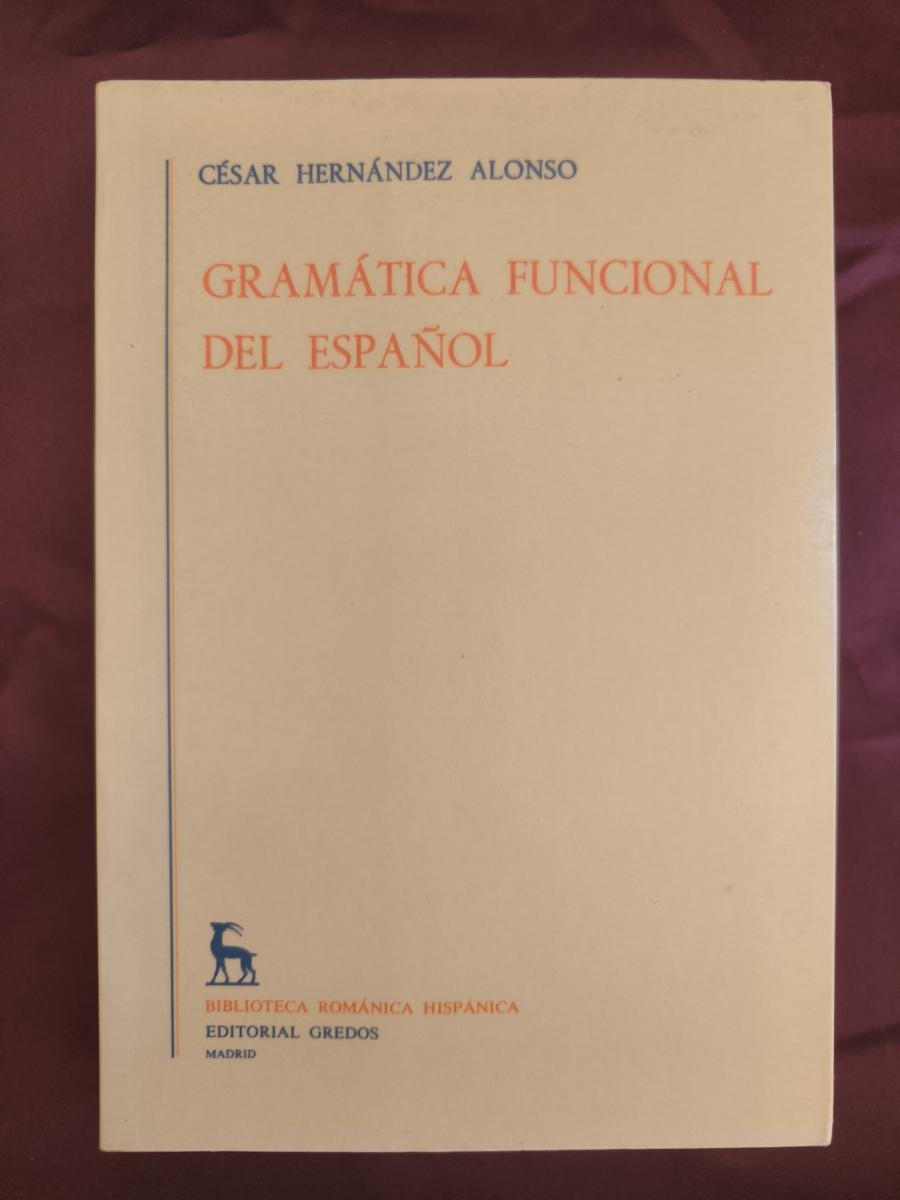 CÉSAR HERNÁNDEZ ALONSO
GRAMÁTICA FUNCIONAL
DEL ESPAÑOL
BIBLIOTECA ROMÁNICA HISPÁNICA
EDITORIAL GREDOS
MADRID